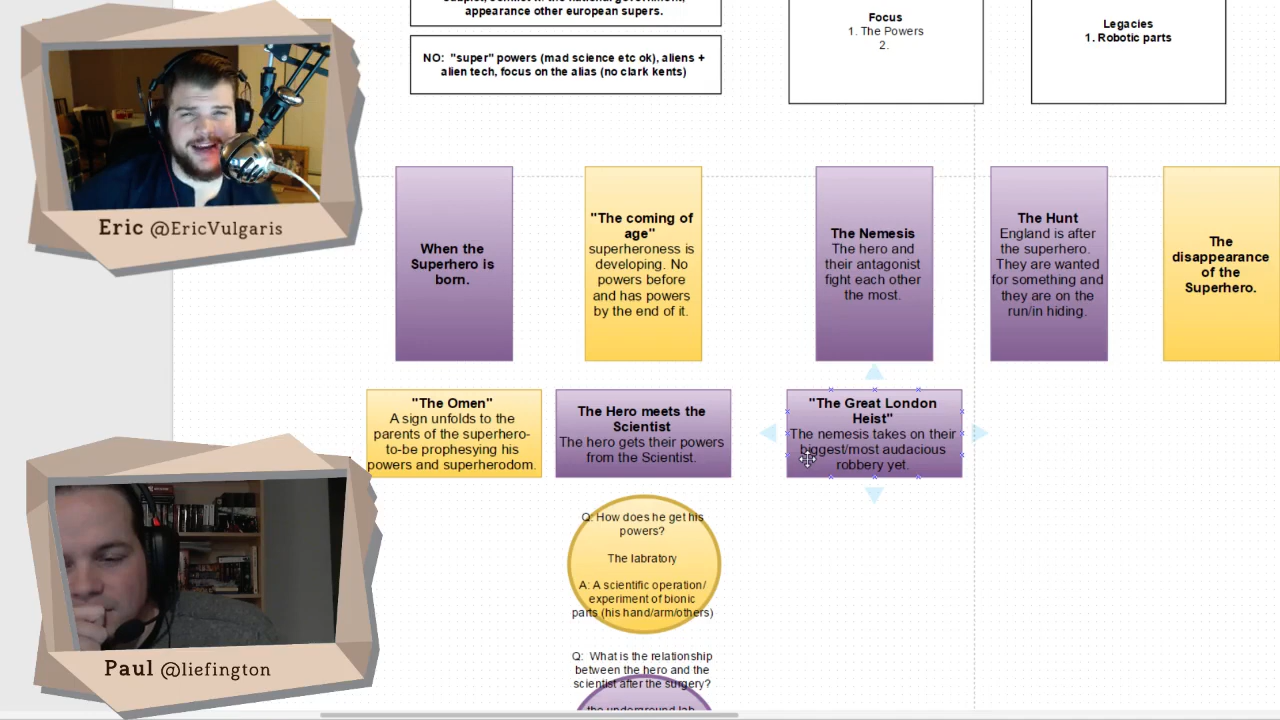 appearance other european supers.
NO: "super" powers (mad science etc ok), aliens +
alien tech, focus on the alias (no clark kents)
Focus
1. The Powers
2.
Legacies
1. Robotic parts
Eric @EricVulgaris
When the
Superhero is
born.
"The coming of
age"
superheroness is
developing. No
powers before
and has powers
by the end of it.
The Nemesis
The hero and
their antagonist
fight each other
the most.
The Hunt
England is after
the superhero.
They are wanted
for something and
they are on the
run/in hiding.
The
disappearance
of the
Superhero.
"The Omen"
A sign unfolds to the
parents of the superhero-
to-be prophesying his
powers and superherodom.
The Hero meets the
Scientist
The hero gets their powers
from the Scientist.
"The Great London
Heist"
The nemesis takes on their
biggest/most audacious
robbery yet.
Q: How does he get his
powers?
The labratory
A: A scientific operation/
experiment of bionic
parts (his hand/arm/others)
Q: What is the relationship
between the hero and the
scientist after the surgery?
the underground lab
Paul @liefington